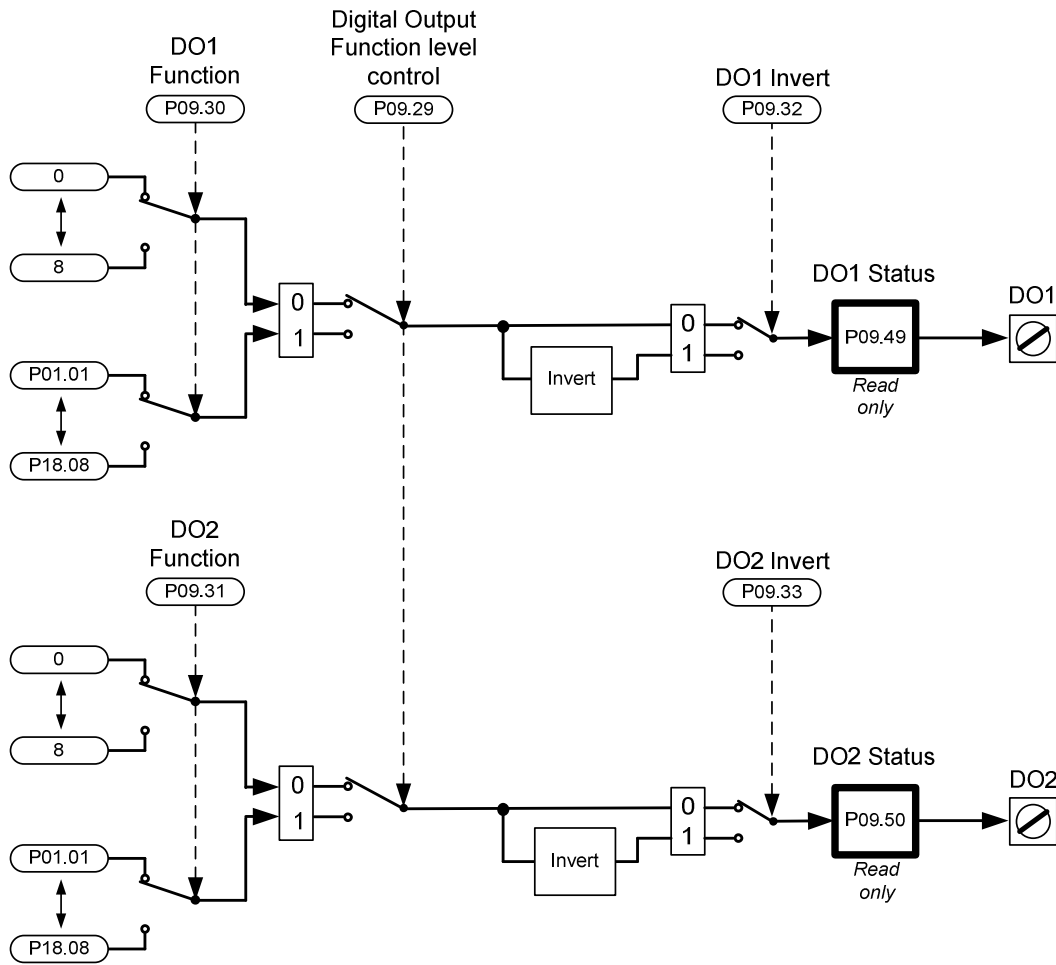 Digital Output
Function level
control
P09.29
DO1
Function
P09.30
DO1 Invert
P09.32
0
8
0
1
P01.01
P18.08
Invert
0
1
DO1 Status
P09.49
Read
only
DO1
DO2
Function
P09.31
DO2 Invert
P09.33
0
8
0
1
P01.01
P18.08
Invert
0
1
DO2 Status
P09.50
Read
only
DO2